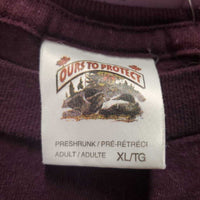 OURS TO PROTECT
PRESHRUNK / PRÉ-RÉTRÉCI
ADULT / ADULTE XL/TG